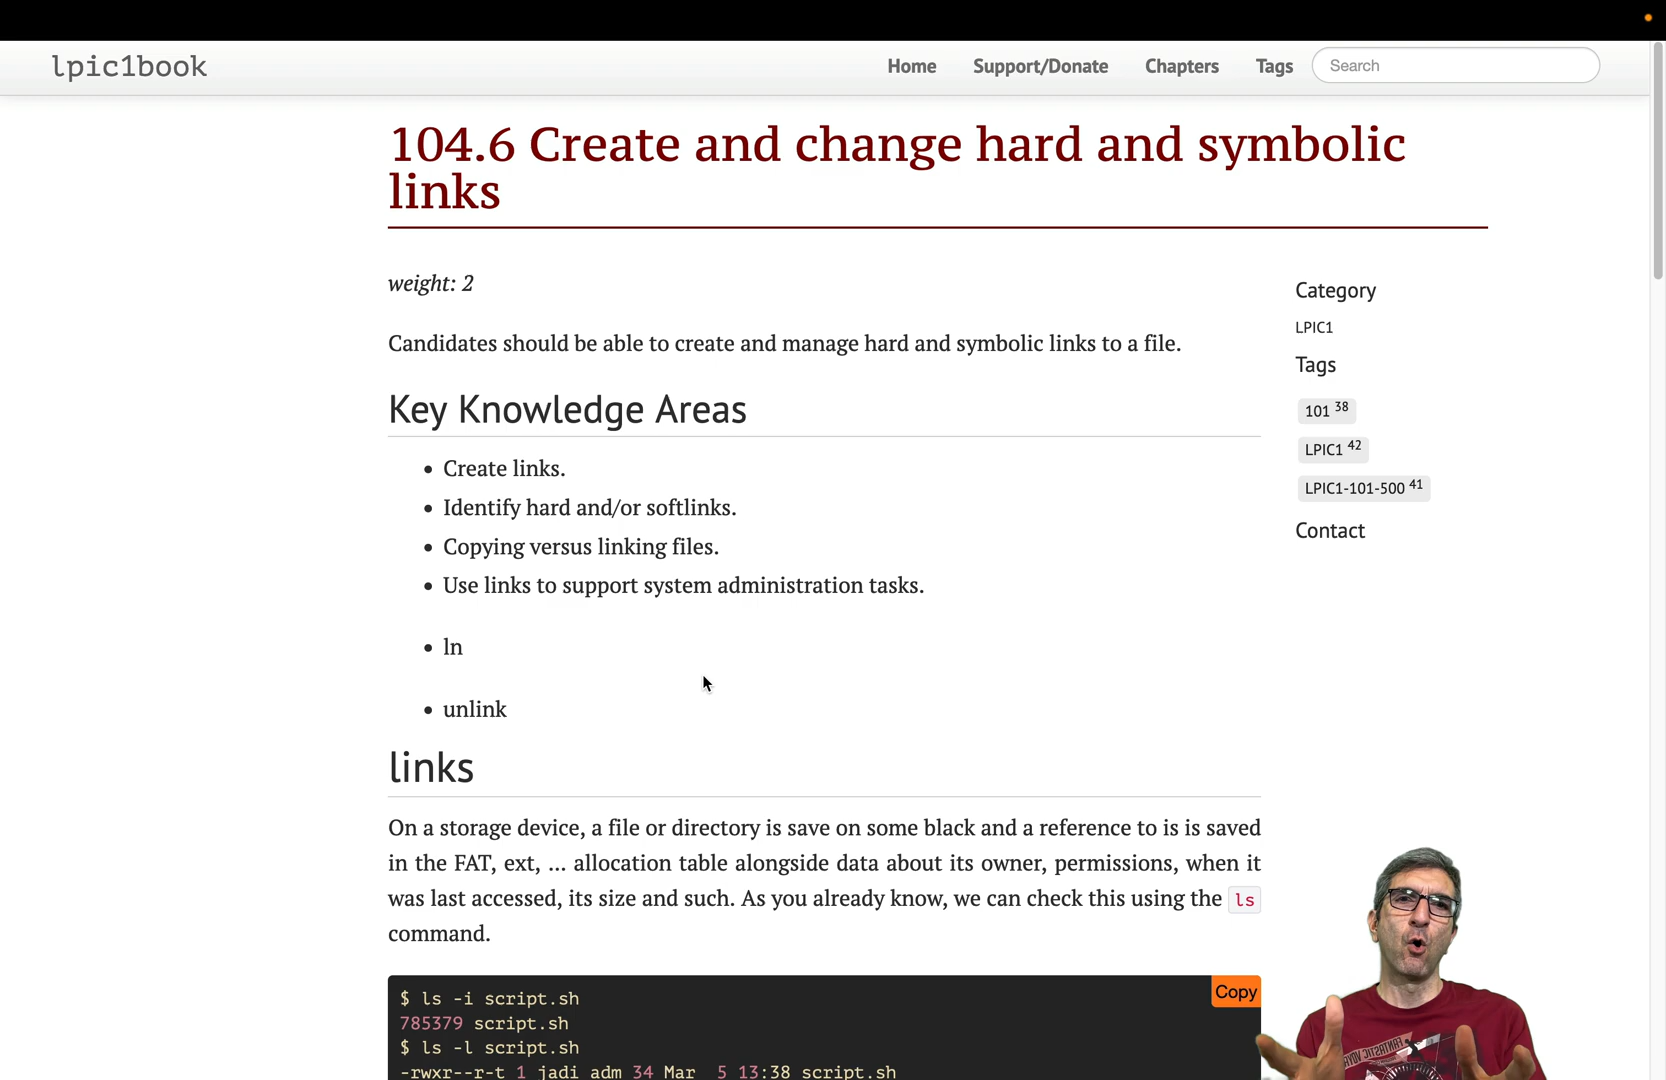 lpic1book
Home Support/Donate Chapters Tags Search
104.6 Create and change hard and symbolic
links
weight: 2
Candidates should be able to create and manage hard and symbolic links to a file.
Key Knowledge Areas
• Create links.
• Identify hard and/or softlinks.
• Copying versus linking files.
• Use links to support system administration tasks.
• ln
• unlink
links
On a storage device, a file or directory is save on some black and a reference to is is saved
in the FAT, ext, ... allocation table alongside data about its owner, permissions, when it
was last accessed, its size and such. As you already know, we can check this using the ls
command.
Copy
$ ls -i script.sh
785379 script.sh
$ ls -l script.sh
-rwxr--r-t 1 jadi adm 34 Mar  5 13:38 script.sh
Category
LPIC1
Tags
101 38
LPIC1 42
LPIC1-101-500 41
Contact